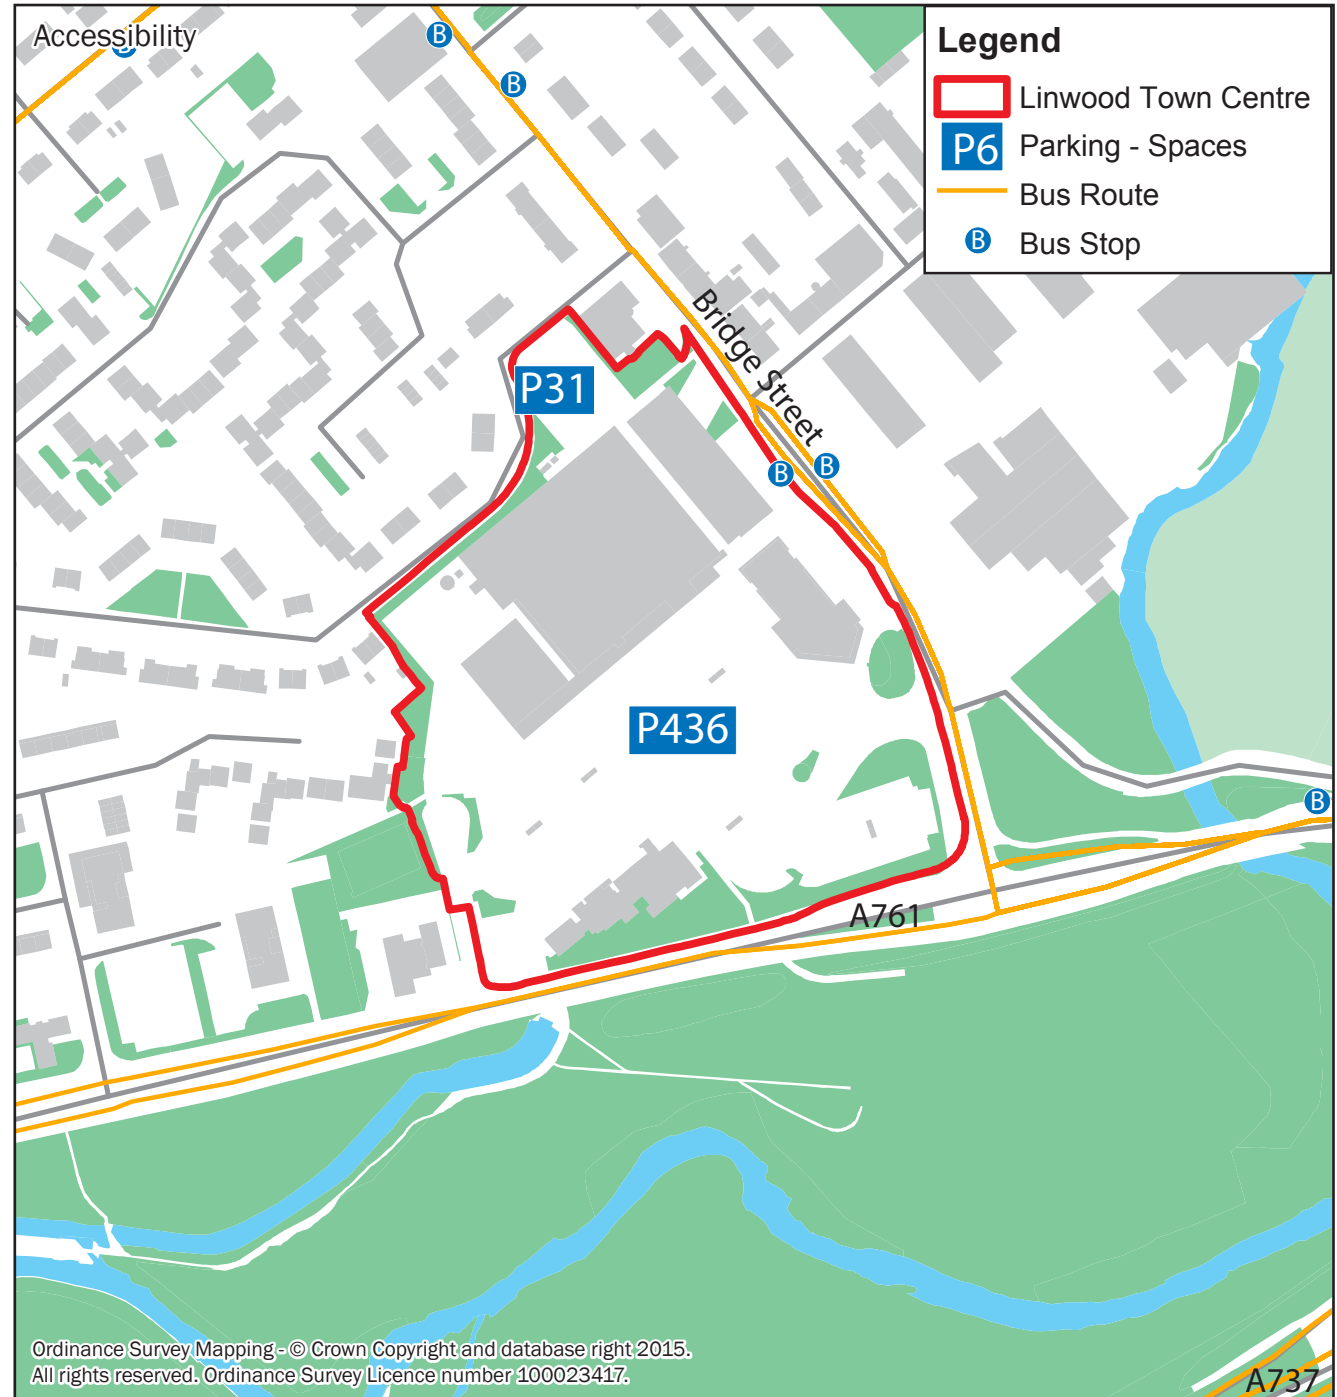 Accessibility
B
B
B
Legend
Linwood Town Centre
P6 Parking - Spaces
Bus Route
B Bus Stop
Bridge Street
P31
B
B
P436
B
A761
Ordinance Survey Mapping - © Crown Copyright and database right 2015.
All rights reserved. Ordinance Survey Licence number 100023417.
A737